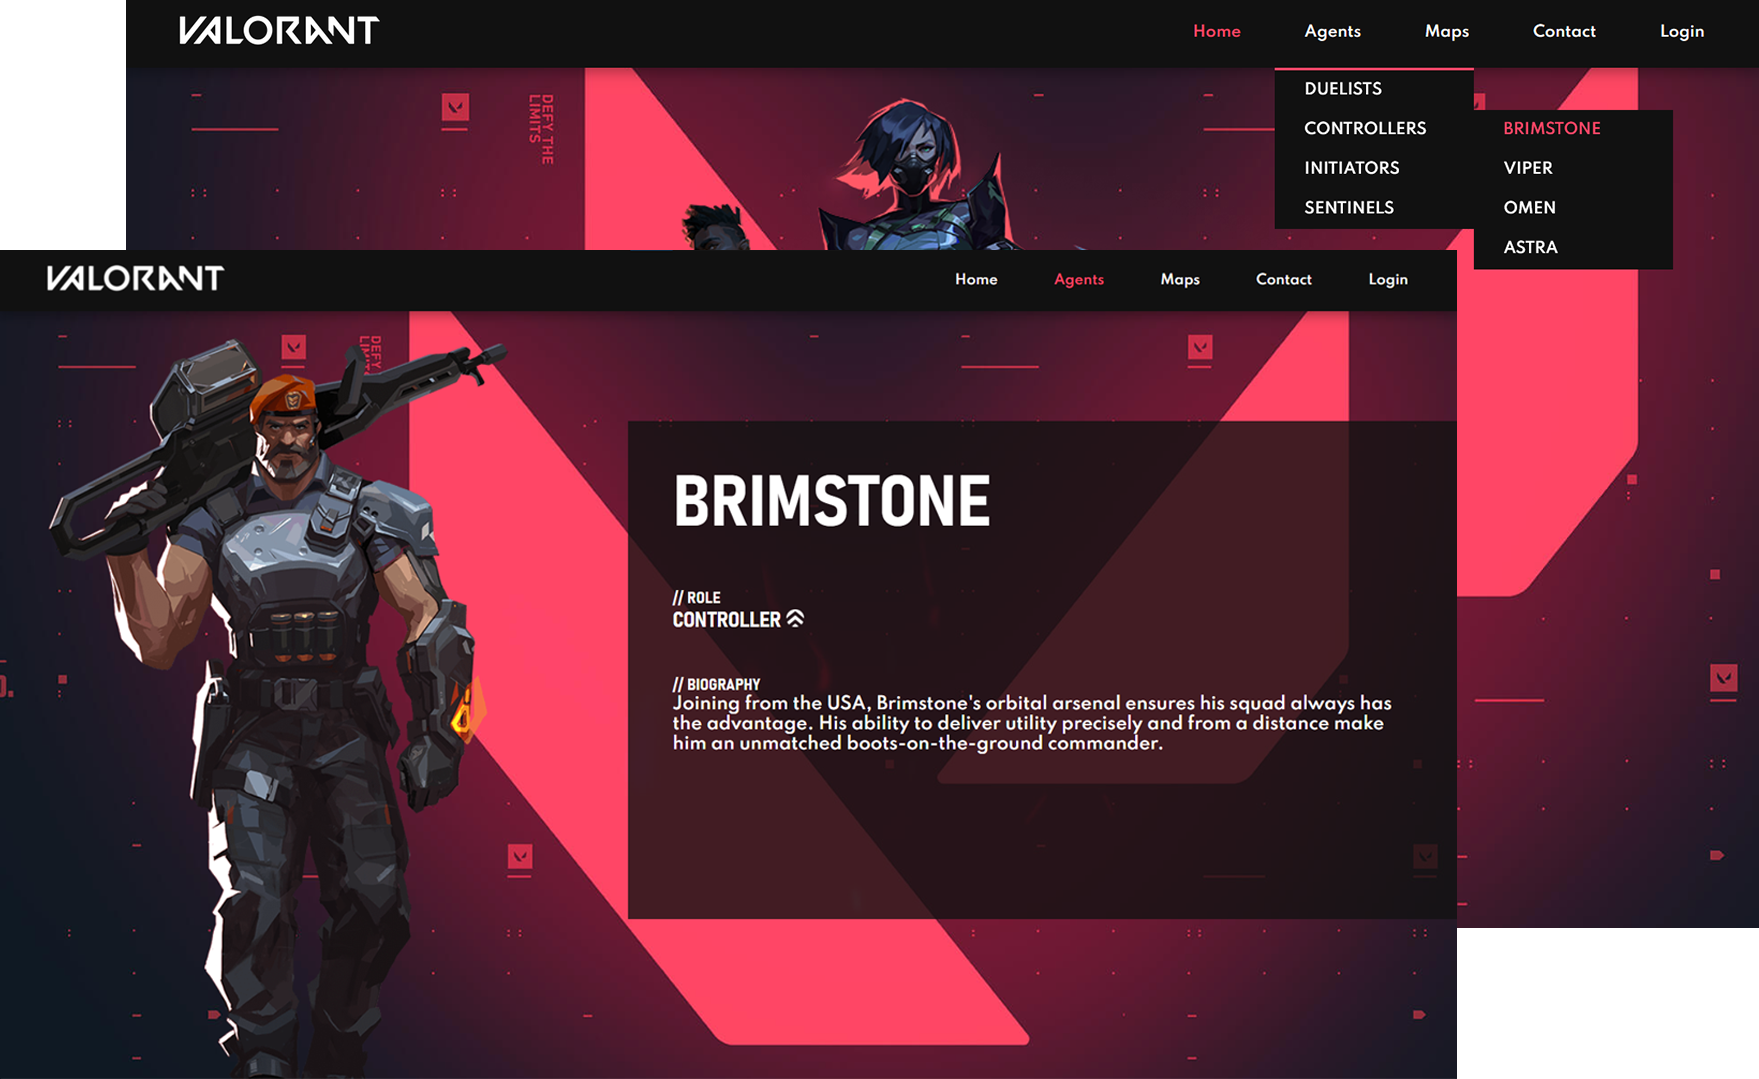 VALORANT
Home
Agents
Maps
Contact
Login
DUELISTS
CONTROLLERS
INITIATORS
SENTINELS
BRIMSTONE
VIPER
OMEN
ASTRA
DEFY THE
LIMITS
VALORANT
Home
Agents
Maps
Contact
Login
DEFY
BRIMSTONE
// ROLE
CONTROLLER
// BIOGRAPHY
Joining from the USA, Brimstone's orbital arsenal ensures his squad always has
the advantage. His ability to deliver utility precisely and from a distance make
him an unmatched boots-on-the-ground commander.